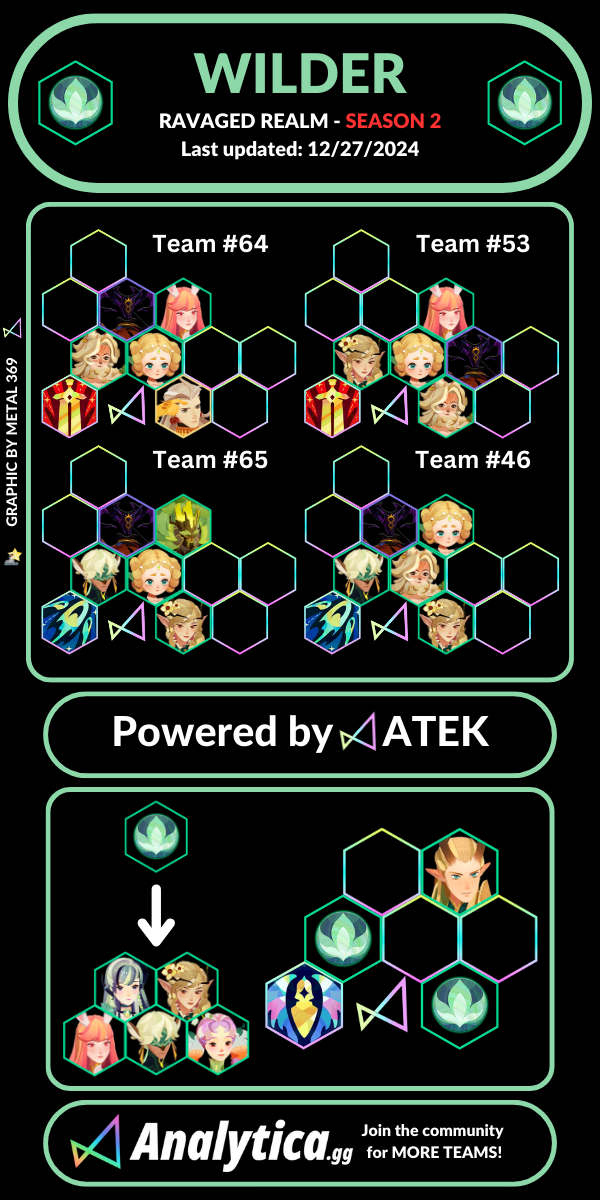 WILDER
RAVAGED REALM - SEASON 2
Last updated: 12/27/2024
Team #64
Team #53
GRAPHIC BY METAL 369
Team #65
Team #46
Powered by ATEK
Analytica.gg
Join the community
for MORE TEAMS!